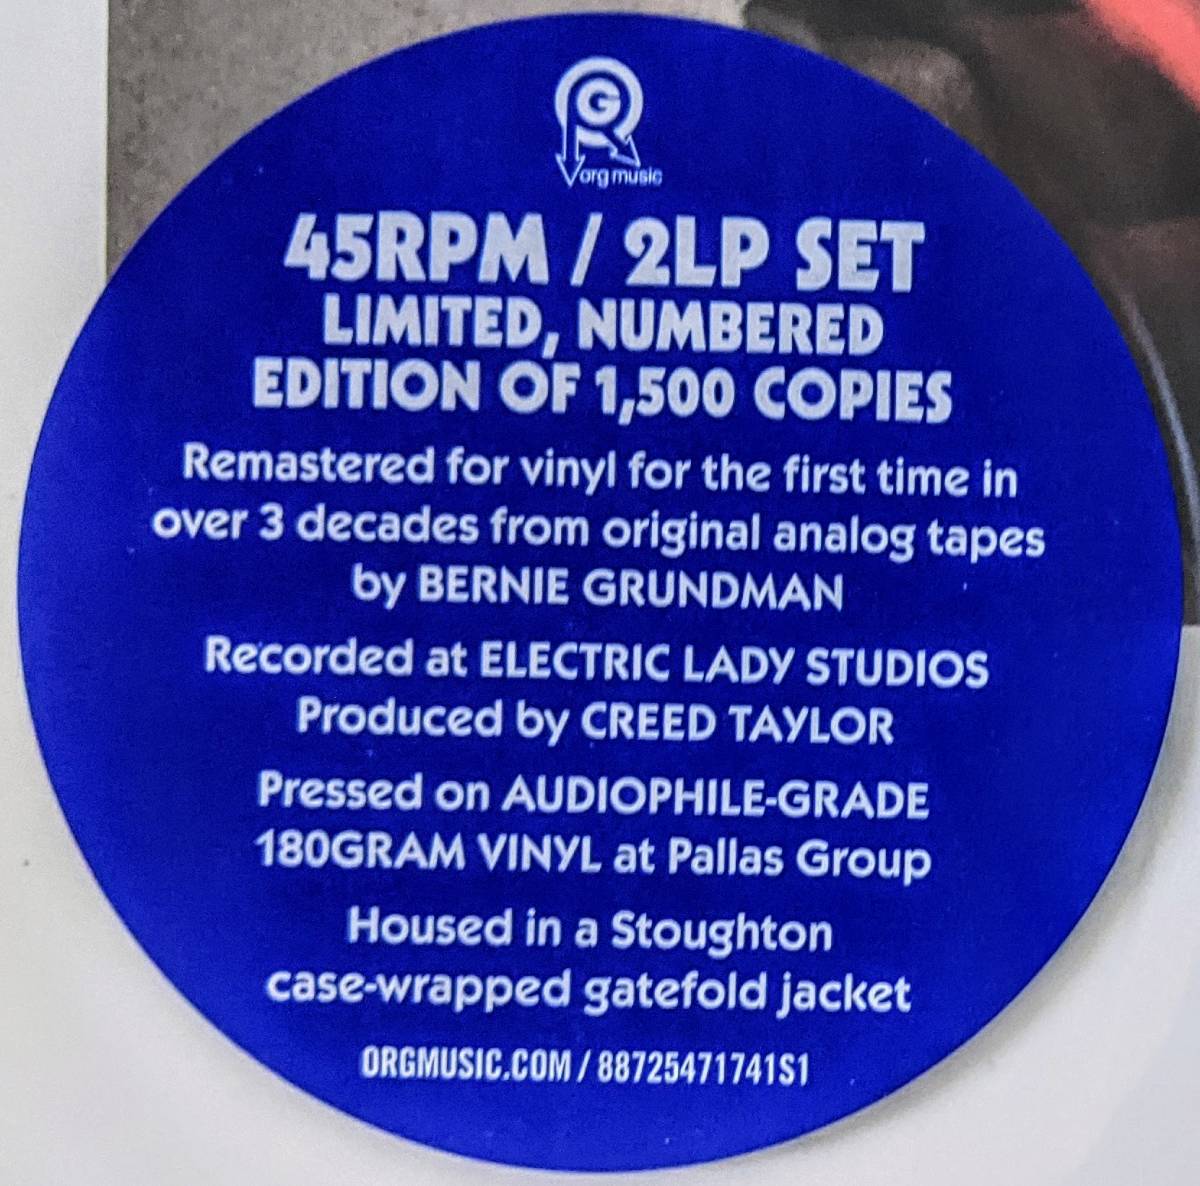 G
org music
45RPM / 2LP SET
LIMITED, NUMBERED
EDITION OF 1,500 COPIES
Remastered for vinyl for the first time in
over 3 decades from original analog tapes
by BERNIE GRUNDMAN
Recorded at ELECTRIC LADY STUDIOS
Produced by CREED TAYLOR
Pressed on AUDIOPHILE-GRADE
180GRAM VINYL at Pallas Group
Housed in a Stoughton
case-wrapped gatefold jacket
ORGMUSIC.COM / 88725471741S1